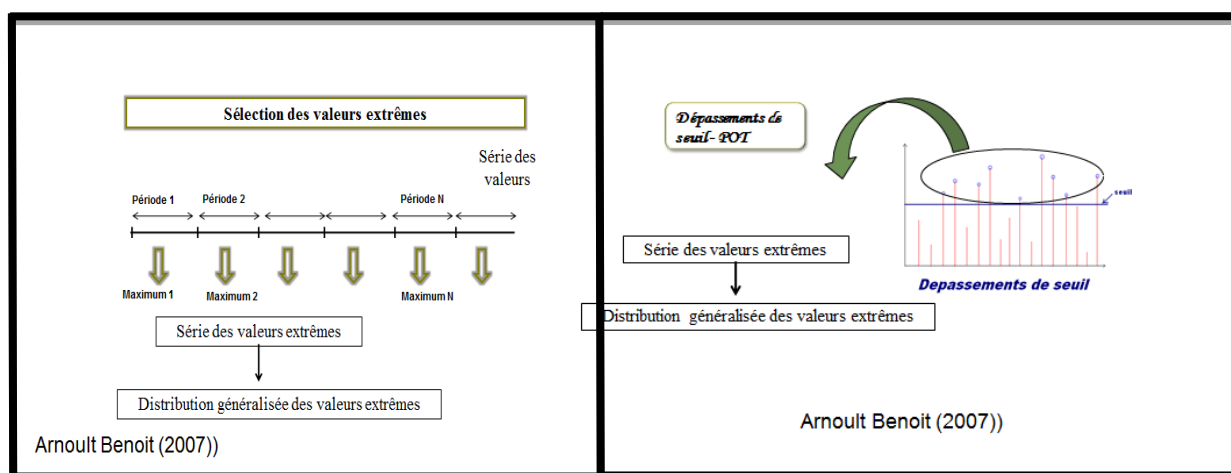 Sélection des valeurs extrêmes
Série des
valeurs
Période 1
Période 2
Période N
Maximum 1
Maximum 2
Maximum N
Série des valeurs extrêmes
Distribution généralisée des valeurs extrêmes
Arnoult Benoit (2007))
Dépassements de
seuil- POT
seuil
Depassements de seuil
Série des valeurs extrêmes
Distribution généralisée des valeurs extrêmes
Arnoult Benoit (2007))